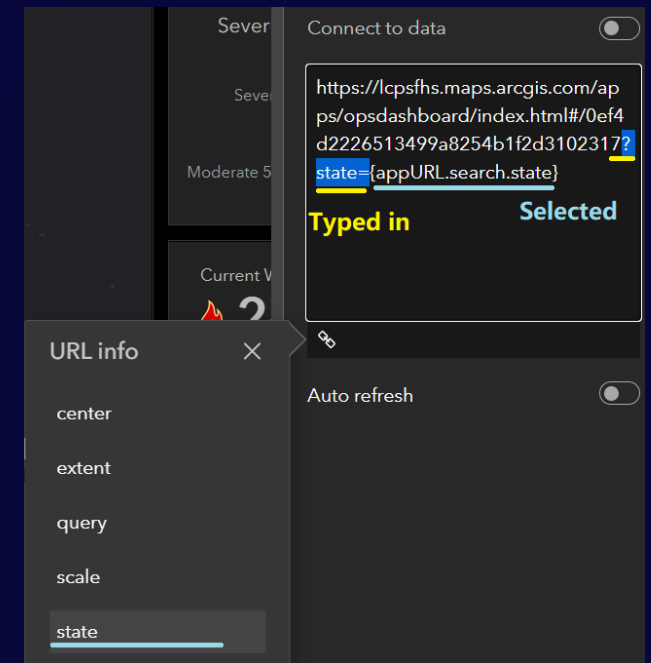 Sever
Connect to data
Seve
https://lcpsfhs.maps.arcgis.com/ap
ps/opsdashboard/index.html#/0ef4
d2226513499a8254b1f2d3102317?
state={appURL.search.state}
Moderate 5
Typed in
Selected
Current W
2
URL info
center
Auto refresh
extent
query
scale
state